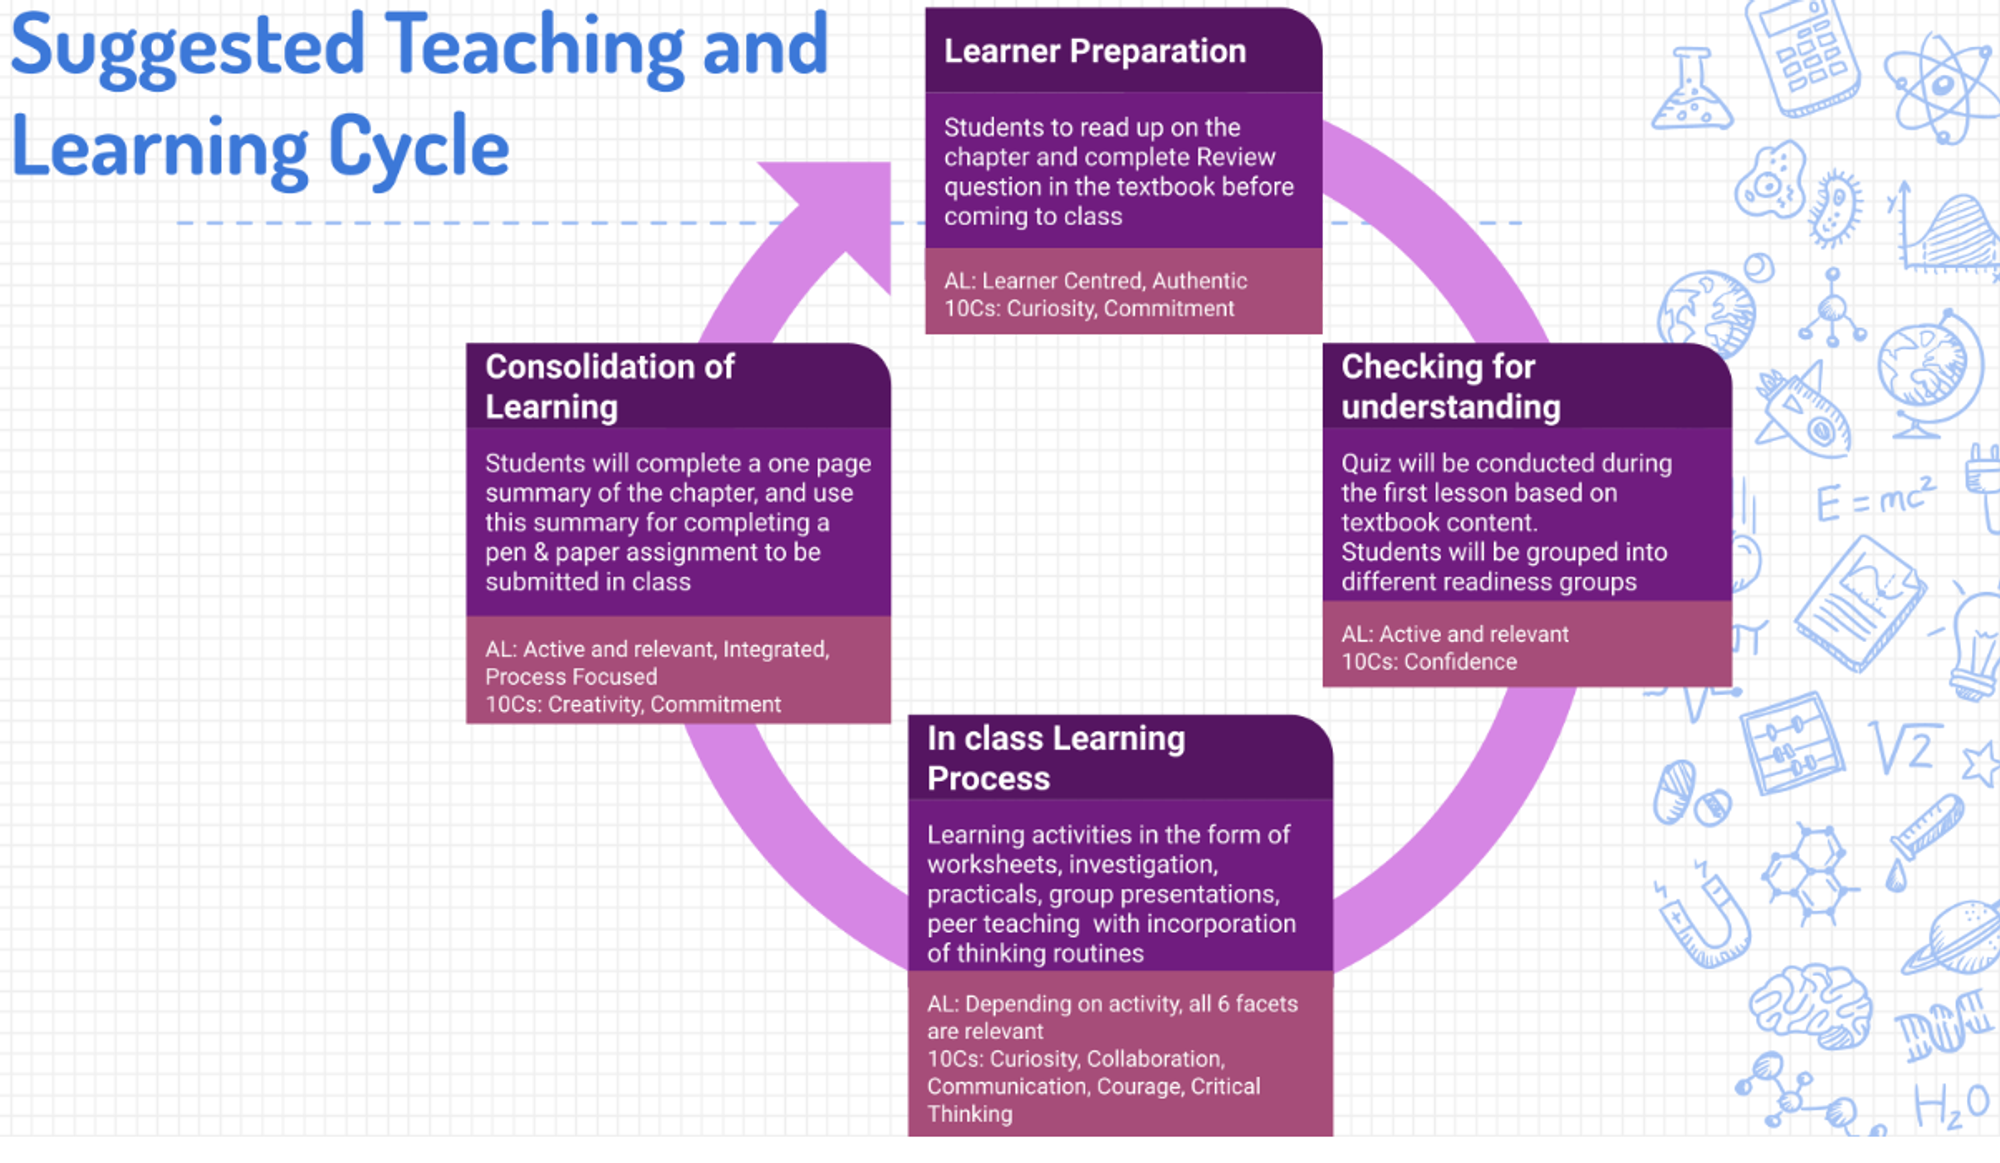 Suggested Teaching and
Learning Cycle
Learner Preparation
Students to read up on the
chapter and complete Review
question in the textbook before
coming to class
AL: Learner Centred, Authentic
10Cs: Curiosity, Commitment
Checking for
understanding
Quiz will be conducted during
the first lesson based on
textbook content.
Students will be grouped into
different readiness groups
AL: Active and relevant
10Cs: Confidence
In class Learning
Process
Learning activities in the form of
worksheets, investigation,
practicals, group presentations,
peer teaching  with incorporation
of thinking routines
AL: Depending on activity, all 6 facets
are relevant
10Cs: Curiosity, Collaboration,
Communication, Courage, Critical
Thinking
Consolidation of
Learning
Students will complete a one page
summary of the chapter, and use
this summary for completing a
pen & paper assignment to be
submitted in class
AL: Active and relevant, Integrated,
Process Focused
10Cs: Creativity, Commitment
y
x
E = mc²
π
√2
H₂O